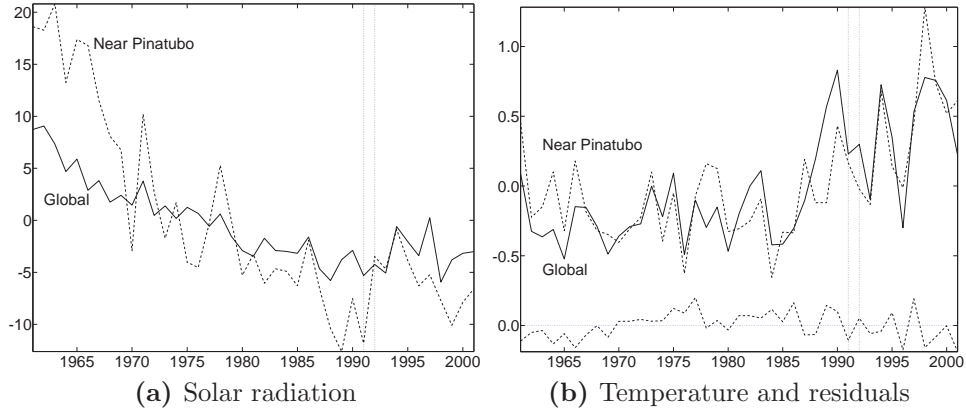 20
15
10
5
0
-5
-10
Near Pinatubo
Global
1965 1970 1975 1980 1985 1990 1995 2000
(a) Solar radiation
1.0
0.5
0.0
-0.5
0.0
Near Pinatubo
Global
1965 1970 1975 1980 1985 1990 1995 2000
(b) Temperature and residuals